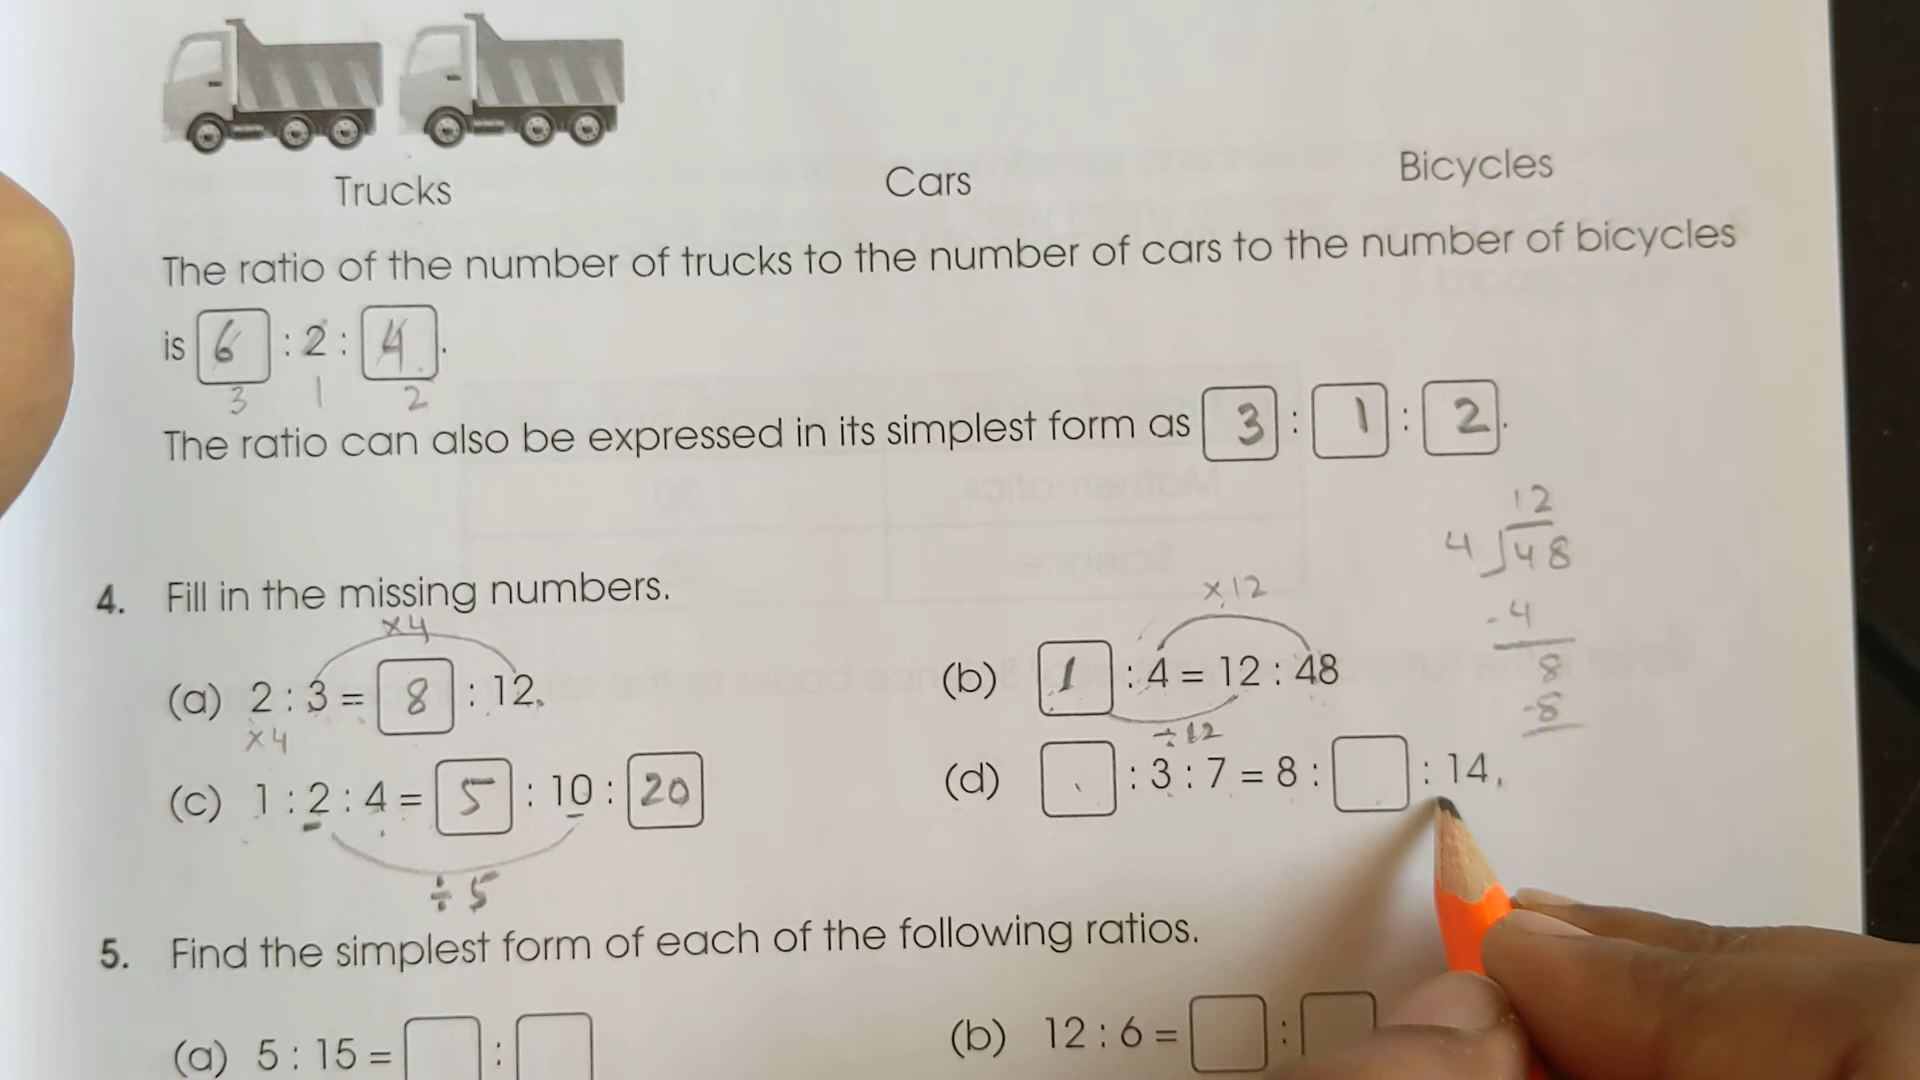 Trucks Cars Bicycles
The ratio of the number of trucks to the number of cars to the number of bicycles
is 6 : 2 : 4.
3 1 2
The ratio can also be expressed in its simplest form as 3 : 1 : 2.
12
4 48
-4
8
-8
4. Fill in the missing numbers.
×4
(a) 2 : 3 = 8 : 12.
×4
×12
(b) 1 : 4 = 12 : 48
÷12
(c) 1 : 2 : 4 = 5 : 10 : 20
÷5
(d) : 3 : 7 = 8 : : 14.
5. Find the simplest form of each of the following ratios.
(a) 5 : 15 = :
(b) 12 : 6 = :